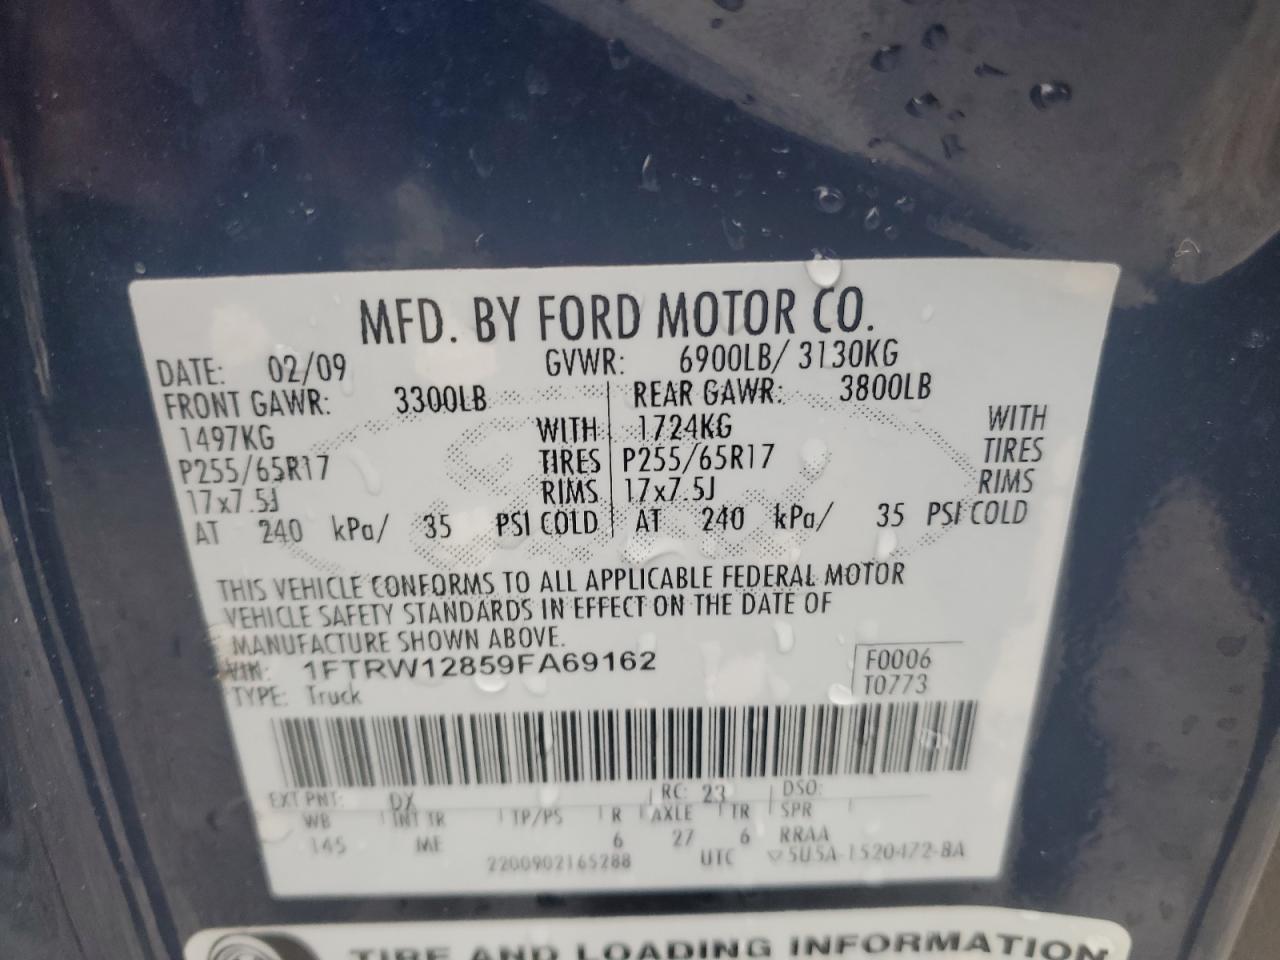 MFD. BY FORD MOTOR CO.
DATE: 02/09 GVWR: 6900LB/ 3130KG
FRONT GAWR: 3300LB REAR GAWR: 3800LB
1497KG WITH 1724KG WITH
P255/65R17 TIRES P255/65R17 TIRES
17x7.5J RIMS 17x7.5J RIMS
AT 240 kPa/ 35 PSI COLD AT 240 kPa/ 35 PSI COLD
THIS VEHICLE CONFORMS TO ALL APPLICABLE FEDERAL MOTOR
VEHICLE SAFETY STANDARDS IN EFFECT ON THE DATE OF
MANUFACTURE SHOWN ABOVE.
VIN: 1FTRW12859FA69162 F0006
TYPE: Truck T0773
EXT PNT: DX RC: 23 DSO:
WB INT TR TP/PS R AXLE TR SPR
145 ME 6 27 6 RRAA
2200902165288 UTC ▽5U5A-1520472-BA
TIRE AND LOADING INFORMATION